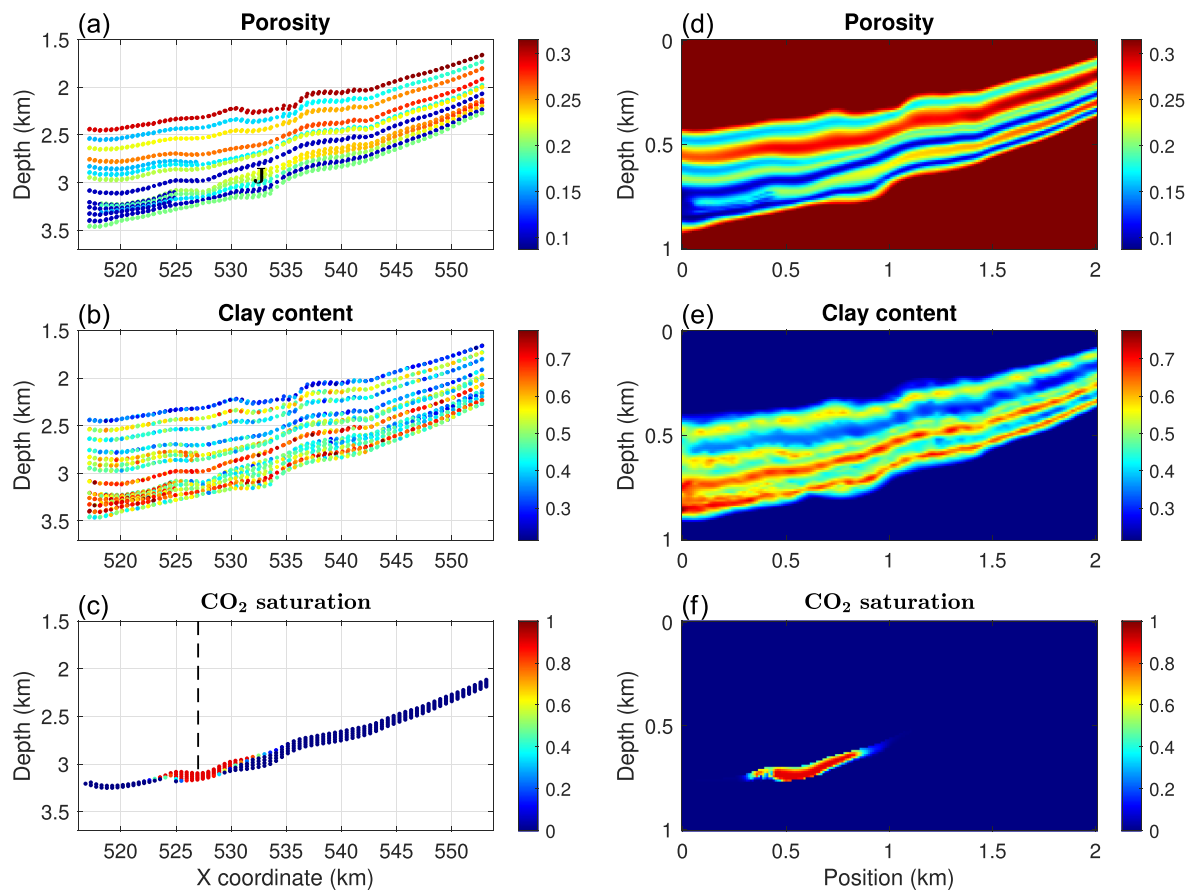 (a) Porosity
1.5
2
2.5
3
3.5
Depth (km)
J
520 525 530 535 540 545 550
0.3
0.25
0.2
0.15
0.1
(d) Porosity
0
0.5
1
Depth (km)
0 0.5 1 1.5 2
0.3
0.25
0.2
0.15
0.1
(b) Clay content
1.5
2
2.5
3
3.5
Depth (km)
520 525 530 535 540 545 550
0.7
0.6
0.5
0.4
0.3
(e) Clay content
0
0.5
1
Depth (km)
0 0.5 1 1.5 2
0.7
0.6
0.5
0.4
0.3
(c) CO₂ saturation
1.5
2
2.5
3
3.5
Depth (km)
520 525 530 535 540 545 550
X coordinate (km)
1
0.8
0.6
0.4
0.2
0
(f) CO₂ saturation
0
0.5
1
Depth (km)
0 0.5 1 1.5 2
Position (km)
1
0.8
0.6
0.4
0.2
0